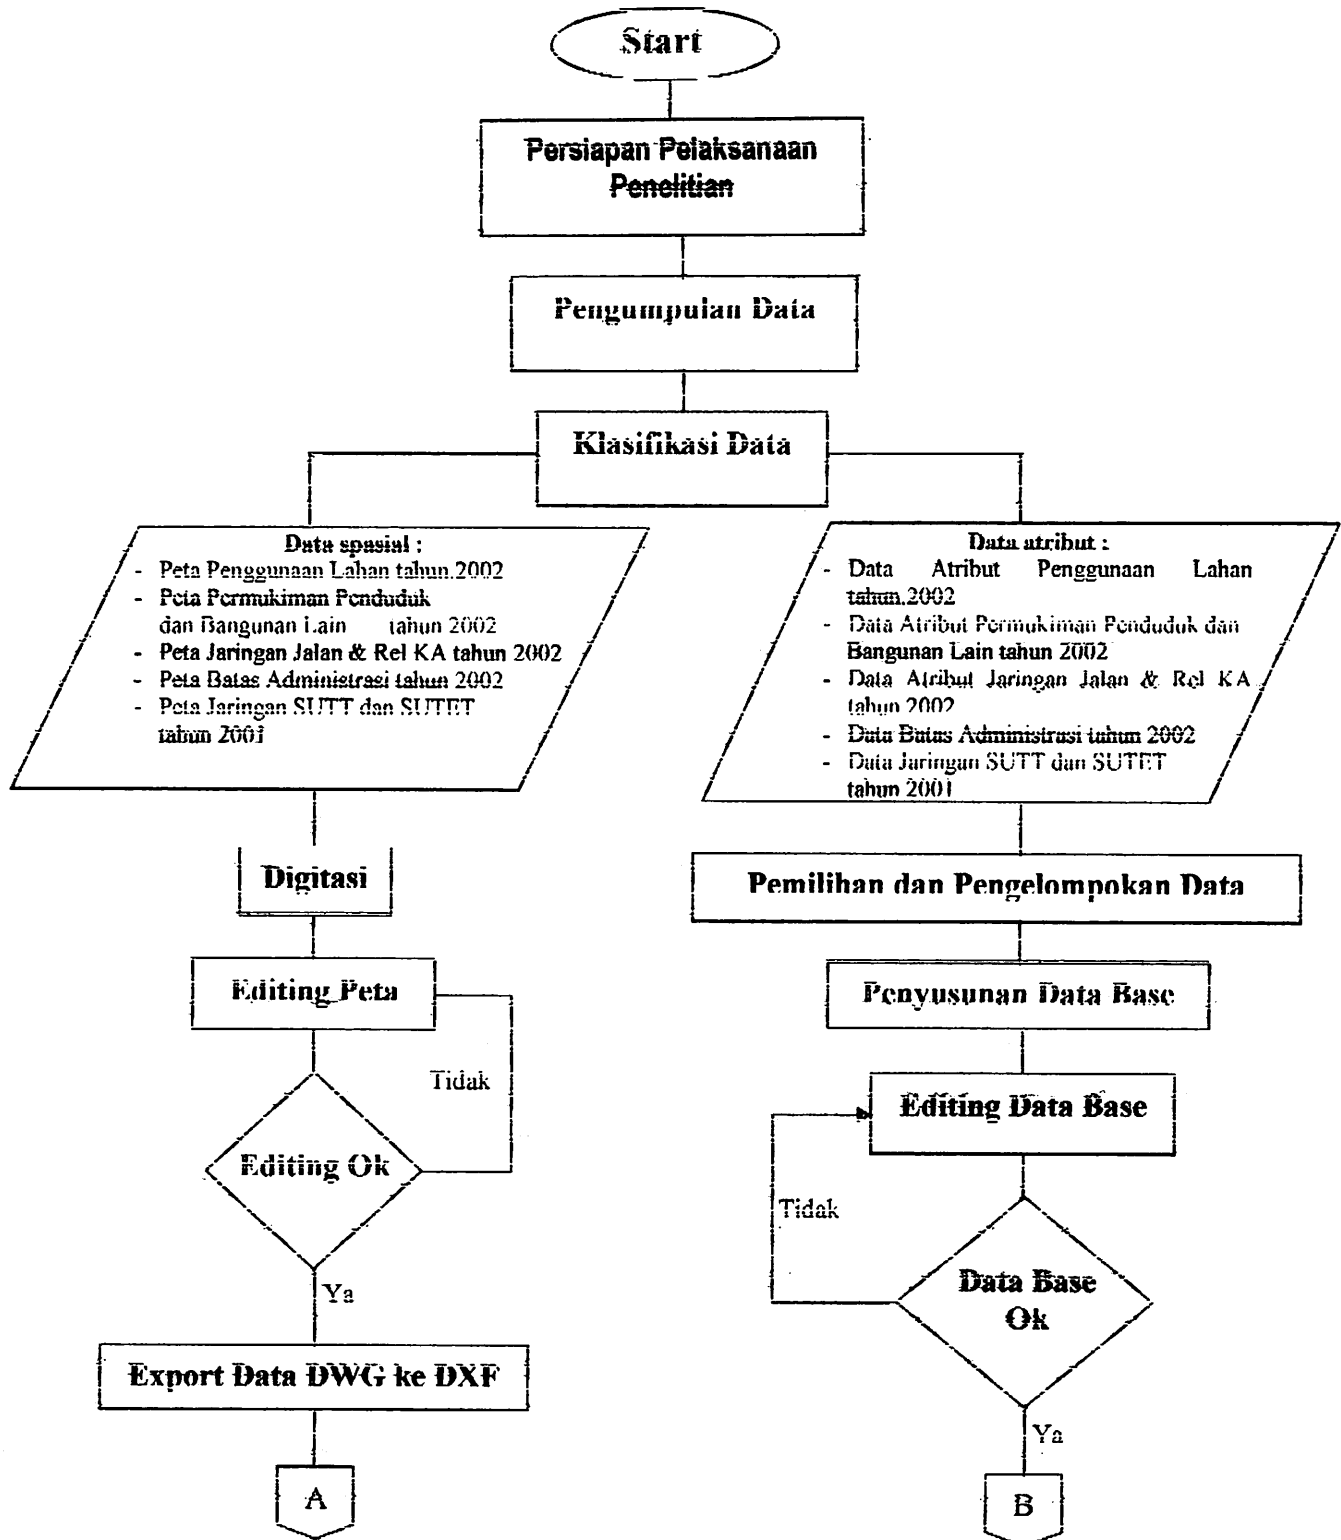 Start
Persiapan Pelaksanaan
Penelitian
Pengumpulan Data
Klasifikasi Data
Data spasial :
- Peta Penggunaan Lahan tahun.2002
- Peta Permukiman Penduduk
dan Bangunan Lain tahun 2002
- Peta Jaringan Jalan & Rel KA tahun 2002
- Peta Batas Administrasi tahun 2002
- Peta Jaringan SUTT dan SUTET
tahun 2001
Data atribut :
- Data Atribut Penggunaan Lahan
tahun.2002
- Data Atribut Permukiman Penduduk dan
Bangunan Lain tahun 2002
- Data Atribut Jaringan Jalan & Rel KA
tahun 2002
- Data Batas Administrasi tahun 2002
- Data Jaringan SUTT dan SUTET
tahun 2001
Digitasi
Editing Peta
Tidak
Editing Ok
Ya
Export Data DWG ke DXF
A
Pemilihan dan Pengelompokan Data
Penyusunan Data Base
Editing Data Base
Tidak
Data Base
Ok
Ya
B